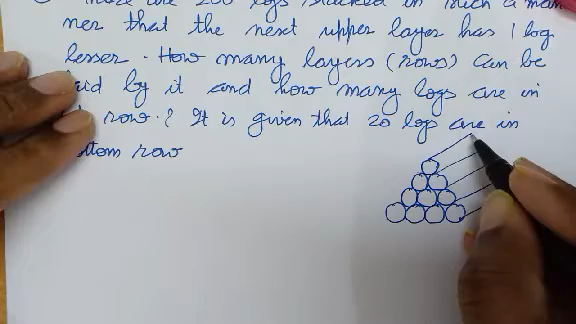 There are 200 logs stacked in such a man
ner that the next upper layer has 1 log
lesser. How many layers (rows) can be
laid by it and how many logs are in
row.? It is given that 20 log are in
bottom row